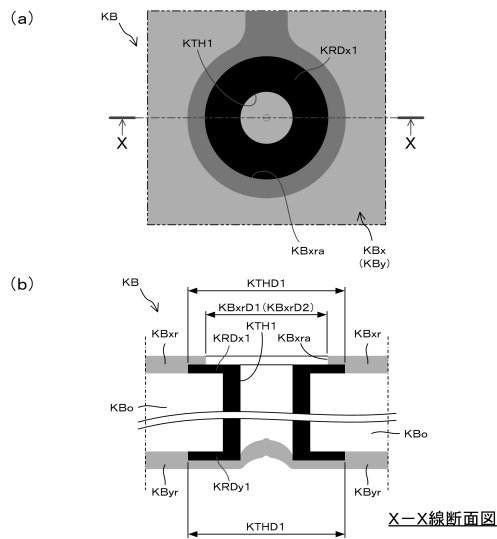 (a)
KB
KTH1
KRDx1
X
X
KBxra
KBx
(KBy)
(b)
KB
KTHD1
KBxrD1(KBxrD2)
KBxr
KTH1
KRDx1
KBxra
KBxr
KBo
KBo
KByr
KRDy1
KByr
KTHD1
X－X線断面図